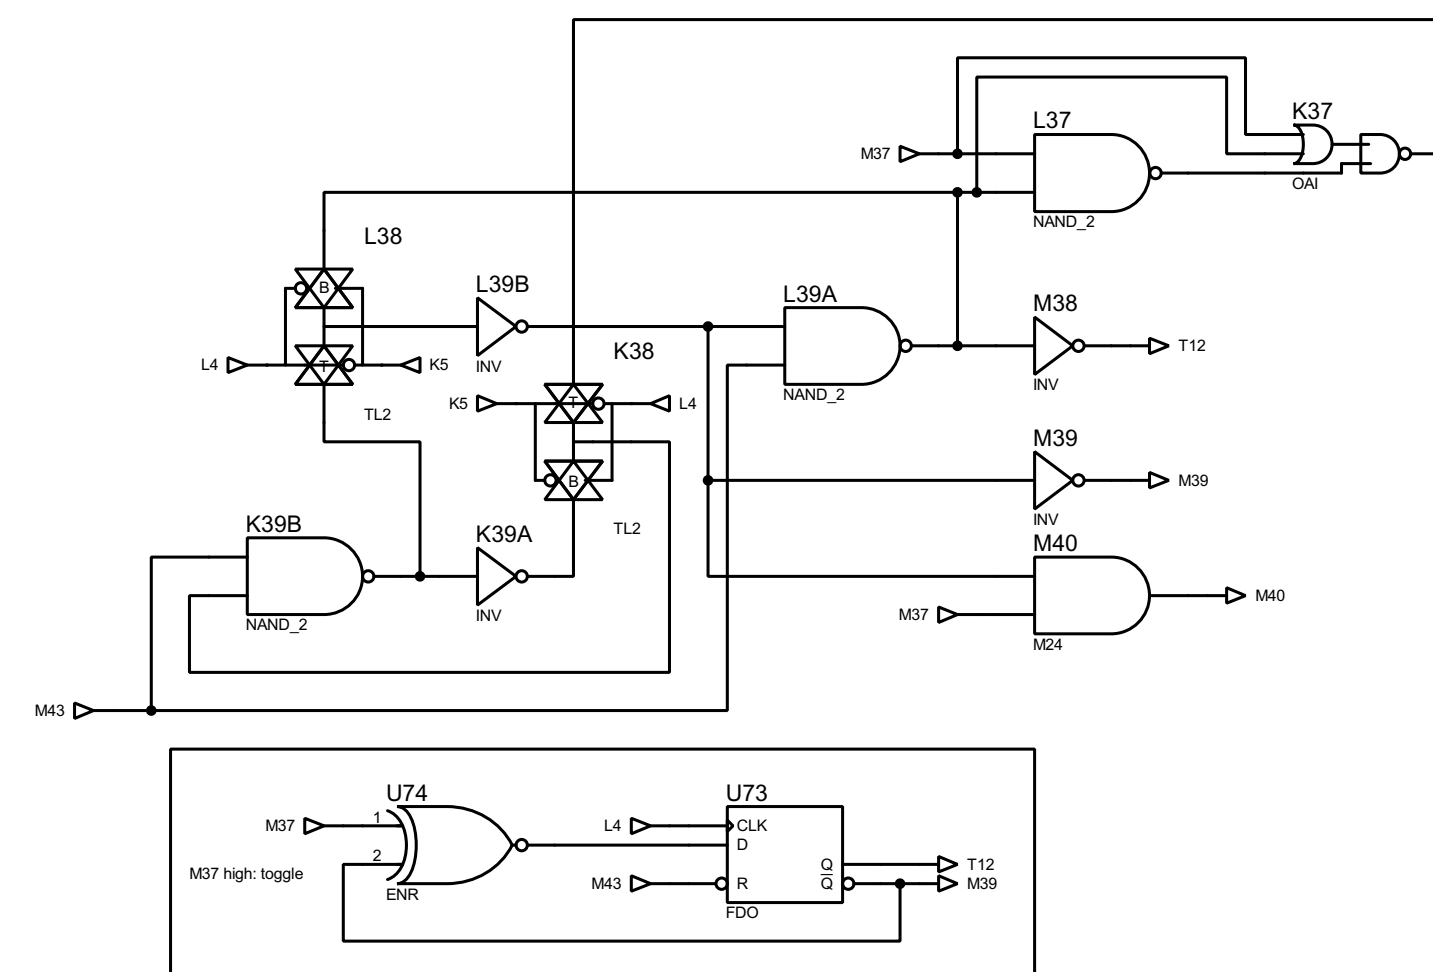 K37
L37
M37
OAI
NAND_2
L38
B
L39B
L39A
M38
K38
L4
T
K5
INV
T12
NAND_2
INV
K5
T
L4
TL2
M39
B
M39
INV
K39B
K39A
TL2
M40
M40
M37
NAND_2
INV
M24
M43
U74
U73
M37
1
L4
CLK
D
2
Q
T12
M37 high: toggle
M43
R
Q
M39
ENR
FDO